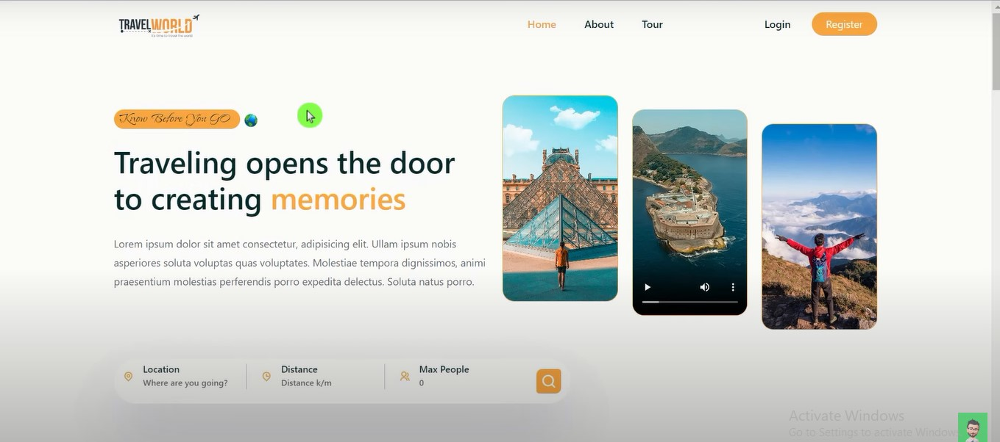 TRAVELWORLD
It's time to travel the world
Home
About
Tour
Login
Register
Know Before You GO
Traveling opens the door
to creating memories
Lorem ipsum dolor sit amet consectetur, adipisicing elit. Ullam ipsum nobis
asperiores soluta voluptas quas voluptates. Molestiae tempora dignissimos, animi
praesentium molestias perferendis porro expedita delectus. Soluta natus porro.
Location
Where are you going?
Distance
Distance k/m
Max People
0
Activate Windows
Go to Settings to activate Windows